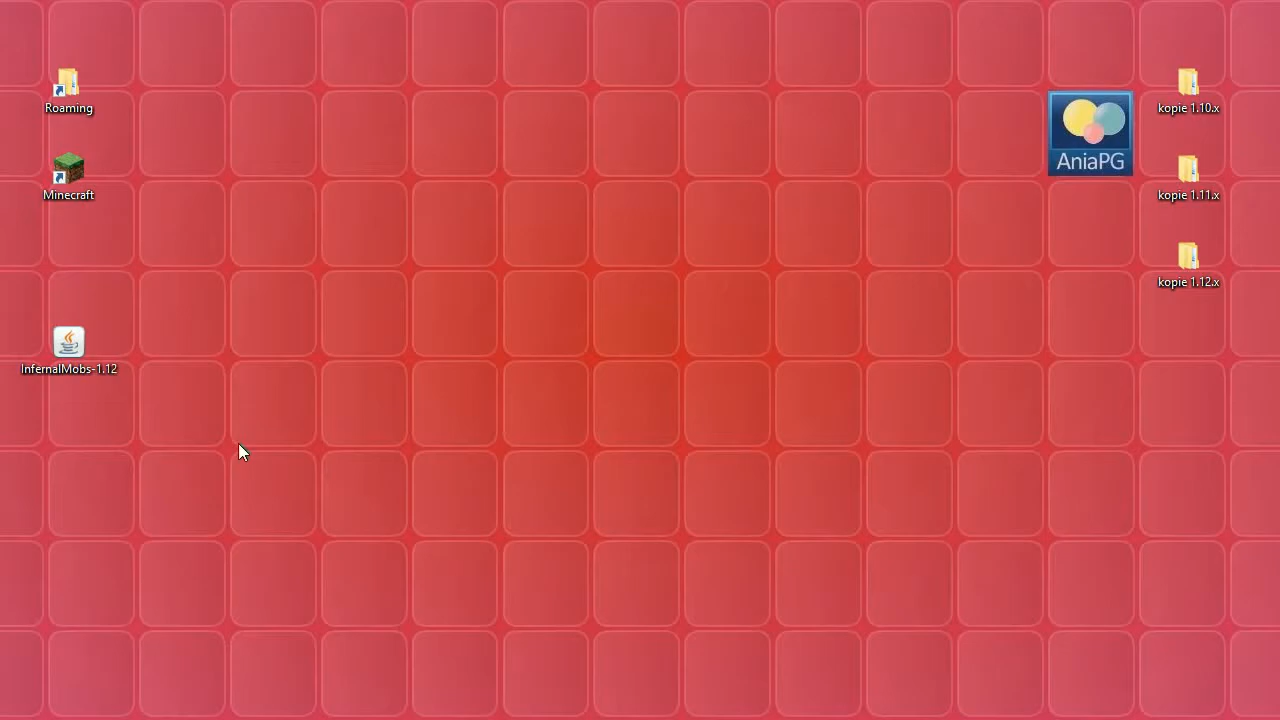 Roaming
Minecraft
InfernalMobs-1.12
AniaPG
kopie 1.10.x
kopie 1.11.x
kopie 1.12.x